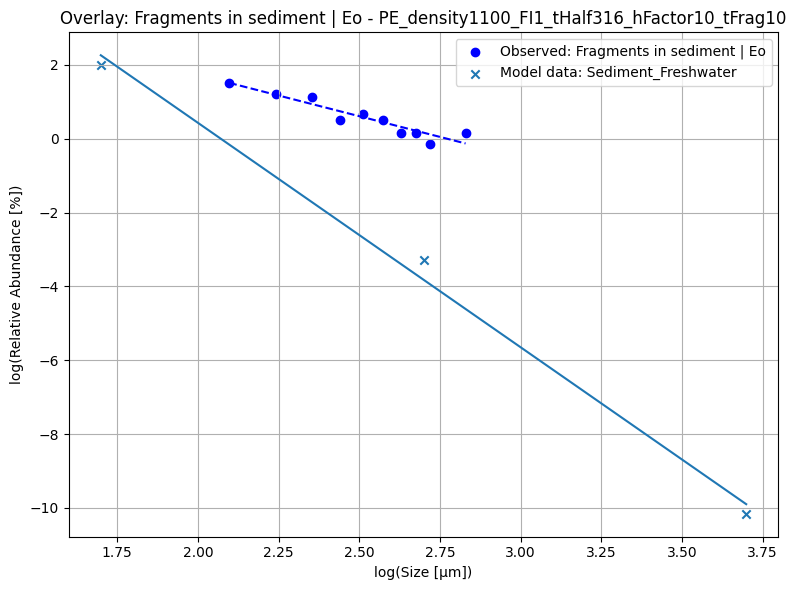 Overlay: Fragments in sediment | Eo - PE_density1100_FI1_tHalf316_hFactor10_tFrag10
Observed: Fragments in sediment | Eo
Model data: Sediment_Freshwater
log(Relative Abundance [%])
2
0
−2
−4
−6
−8
−10
1.75 2.00 2.25 2.50 2.75 3.00 3.25 3.50 3.75
log(Size [μm])